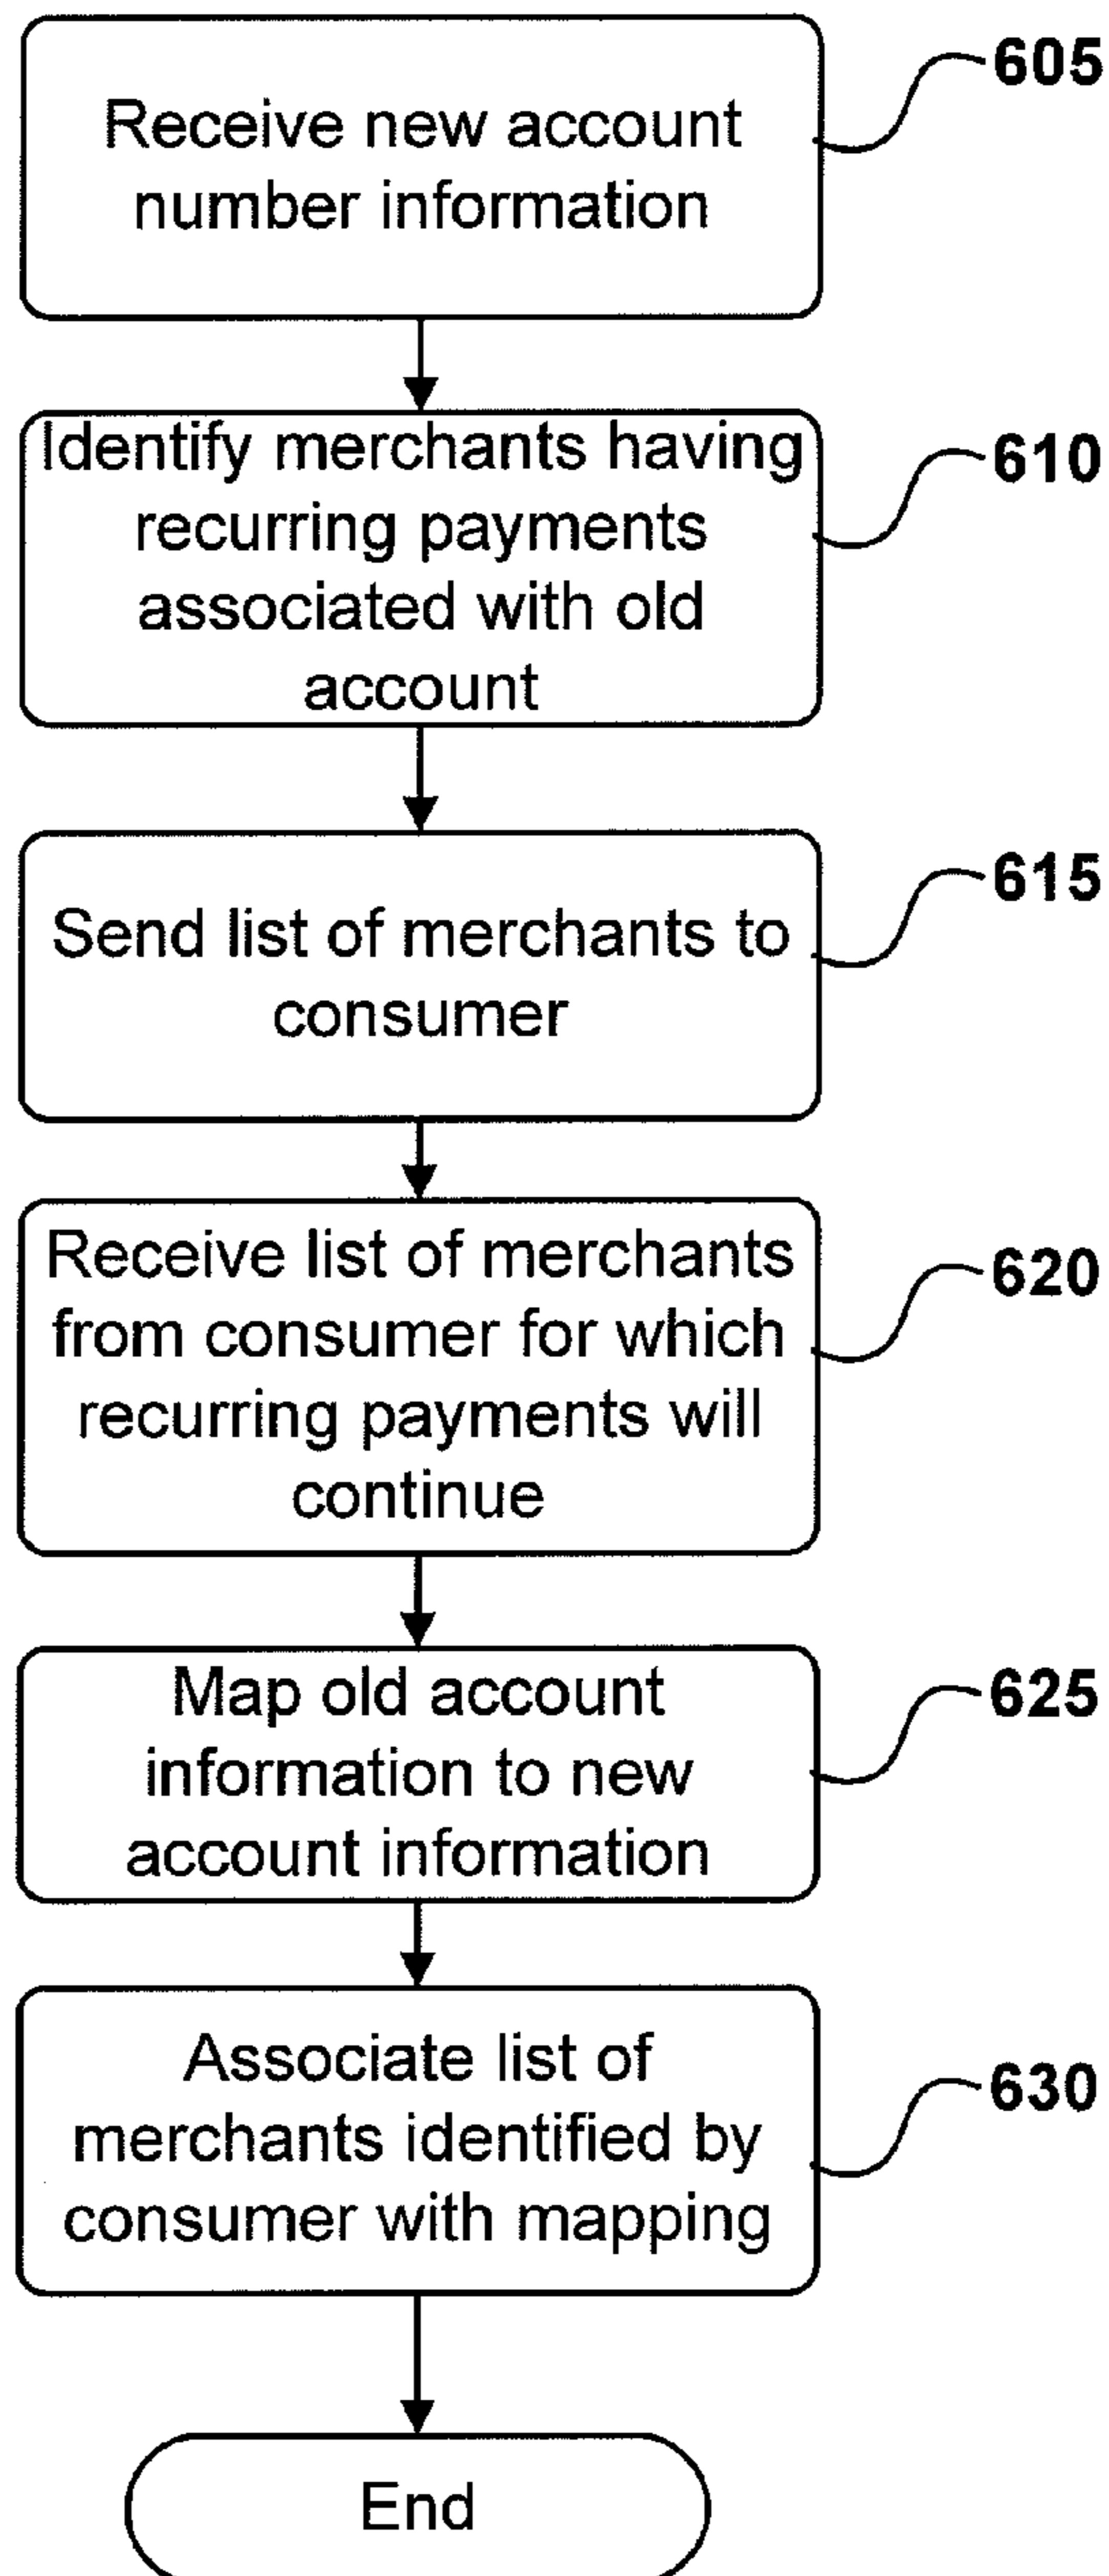 Receive new account
number information
605
Identify merchants having
recurring payments
associated with old
account
610
Send list of merchants to
consumer
615
Receive list of merchants
from consumer for which
recurring payments will
continue
620
Map old account
information to new
account information
625
Associate list of
merchants identified by
consumer with mapping
630
End